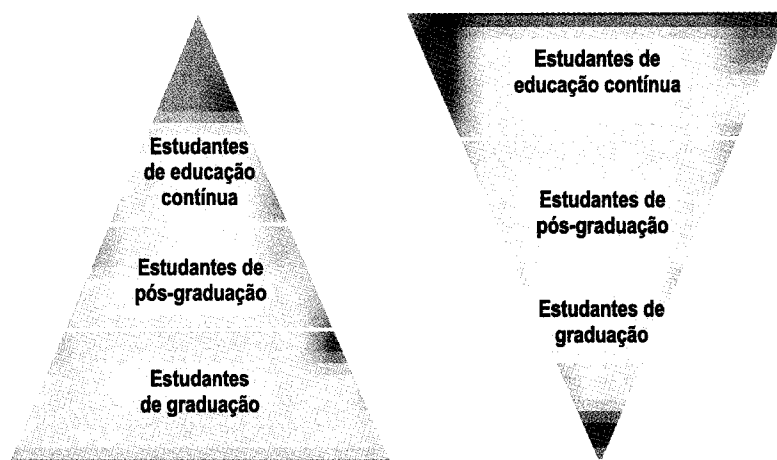 Estudantes
de educação
contínua
Estudantes de
pós-graduação
Estudantes
de graduação
Estudantes de
educação contínua
Estudantes de
pós-graduação
Estudantes de
graduação